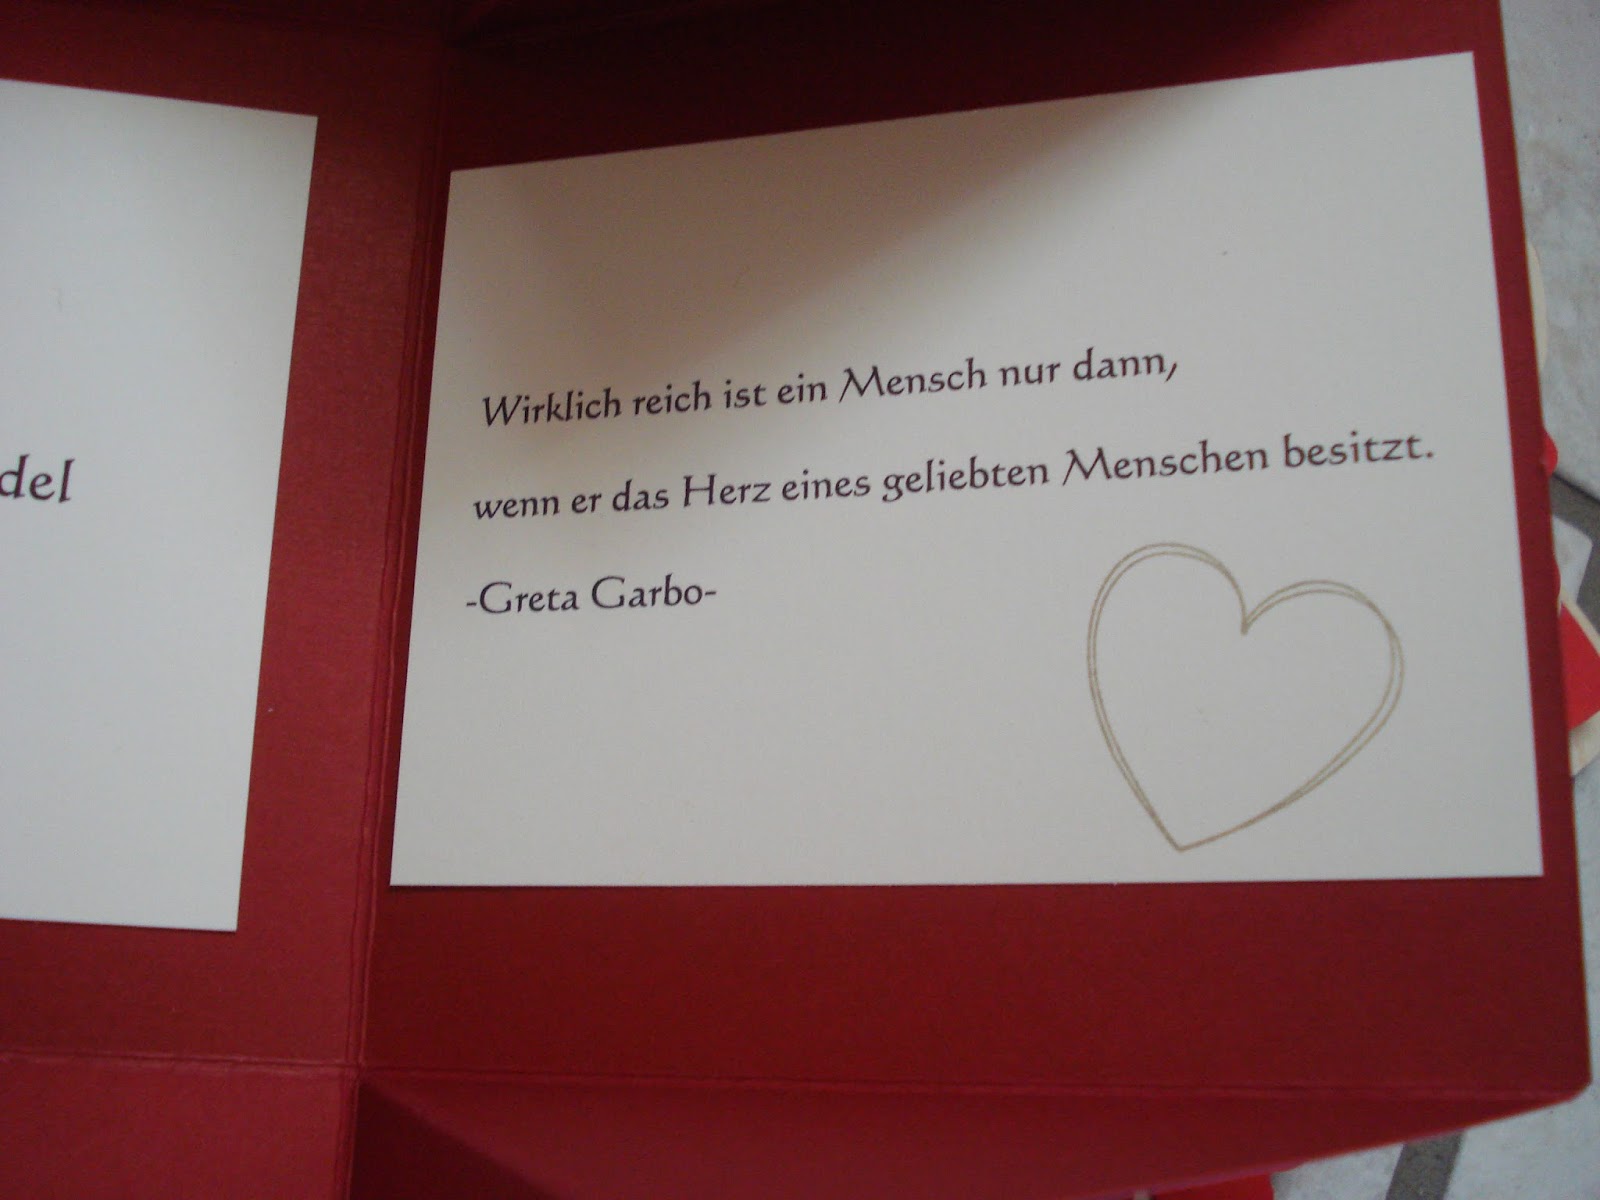 del
Wirklich reich ist ein Mensch nur dann,
wenn er das Herz eines geliebten Menschen besitzt.
-Greta Garbo-